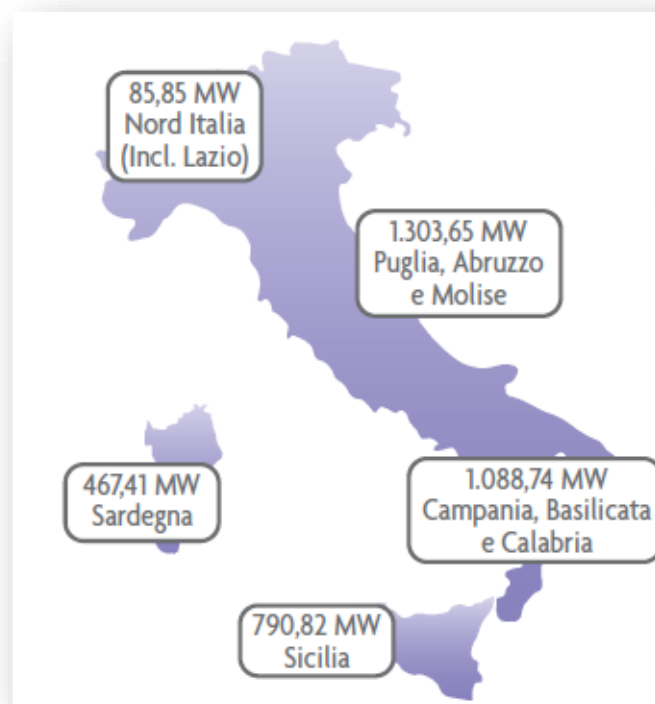 85,85 MW
Nord Italia
(Incl. Lazio)
1.303,65 MW
Puglia, Abruzzo
e Molise
467,41 MW
Sardegna
1.088,74 MW
Campania, Basilicata
e Calabria
790,82 MW
Sicilia